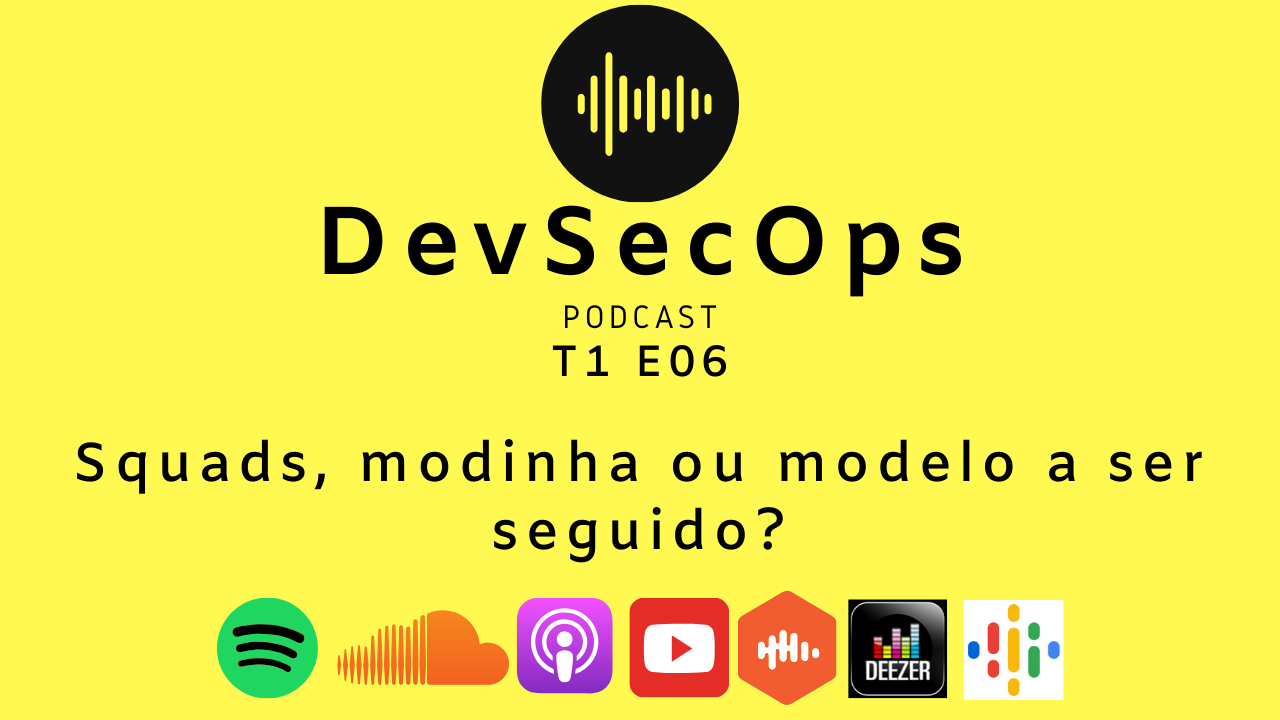 DevSecOps
PODCAST
T1 E06
Squads, modinha ou modelo a ser
seguido?
DEEZER